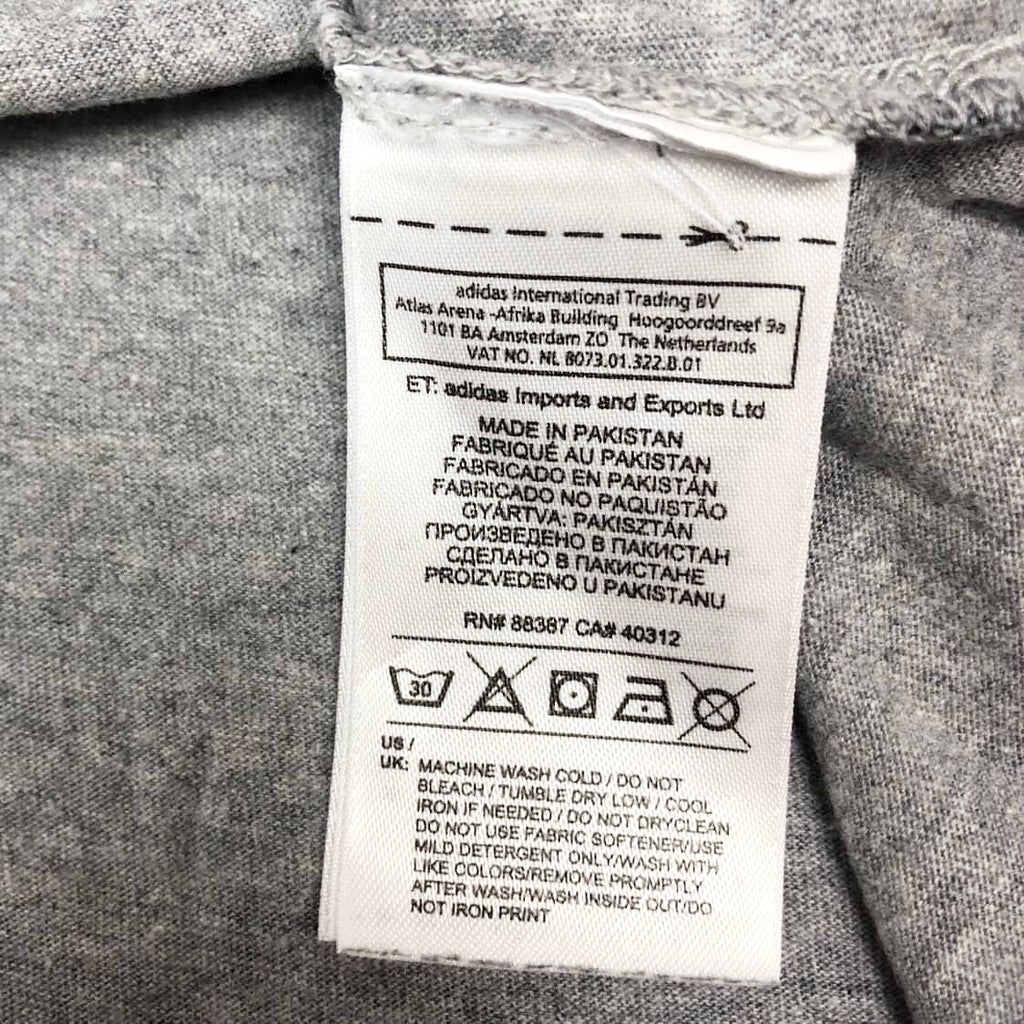 adidas International Trading BV
Atlas Arena -Afrika Building Hoogoorddreef 9a
1101 BA Amsterdam ZO The Netherlands
VAT NO. NL 8073.01.322.B.01
ET: adidas Imports and Exports Ltd
MADE IN PAKISTAN
FABRIQUÉ AU PAKISTAN
FABRICADO EN PAKISTÁN
FABRICADO NO PAQUISTÃO
GYÁRTVA: PAKISZTÁN
ПРОИЗВЕДЕНО В ПАКИСТАН
СДЕЛАНО В ПАКИСТАНЕ
PROIZVEDENO U PAKISTANU
RN# 88387 CA# 40312
30
US /
UK: MACHINE WASH COLD / DO NOT
BLEACH / TUMBLE DRY LOW / COOL
IRON IF NEEDED / DO NOT DRYCLEAN
DO NOT USE FABRIC SOFTENER/USE
MILD DETERGENT ONLY/WASH WITH
LIKE COLORS/REMOVE PROMPTLY
AFTER WASH/WASH INSIDE OUT/DO
NOT IRON PRINT